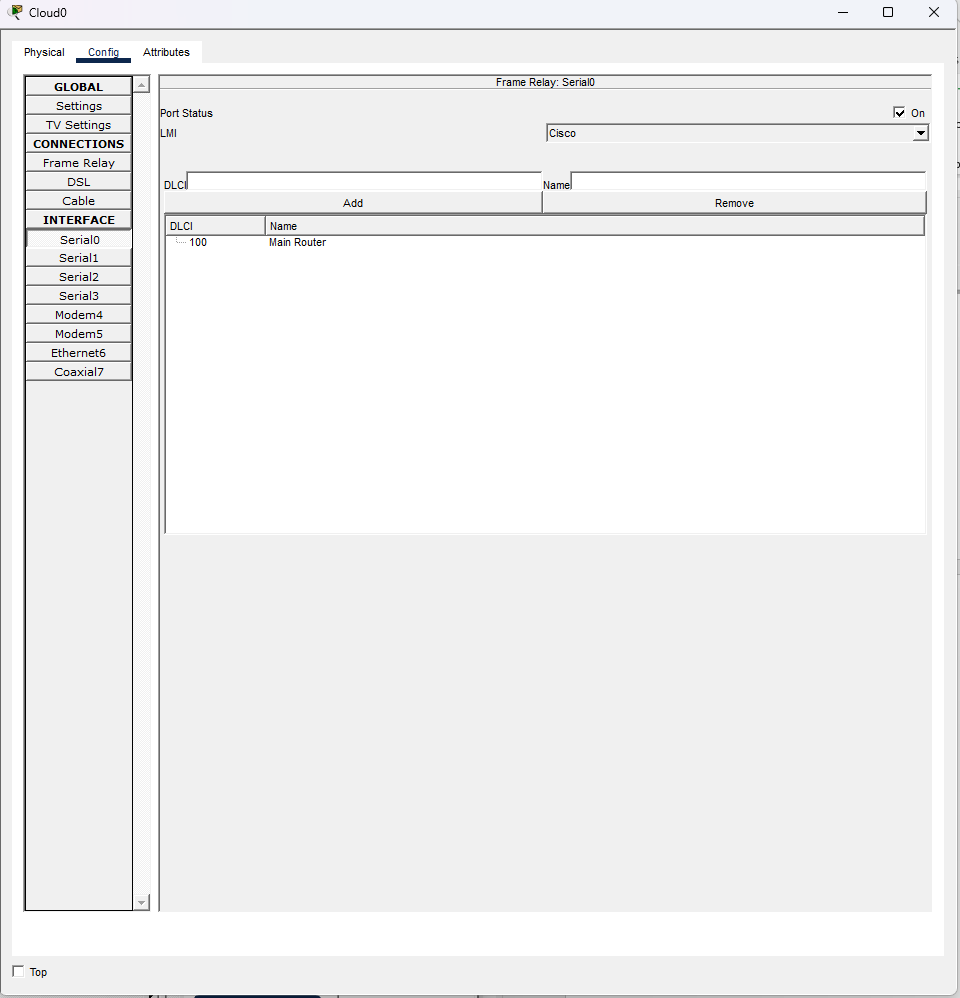 Cloud0
Physical Config Attributes
GLOBAL
Settings
TV Settings
CONNECTIONS
Frame Relay
DSL
Cable
INTERFACE
Serial0
Serial1
Serial2
Serial3
Modem4
Modem5
Ethernet6
Coaxial7
Frame Relay: Serial0
Port Status On
LMI Cisco
DLCI Name
Add Remove
DLCI Name
100 Main Router
Top